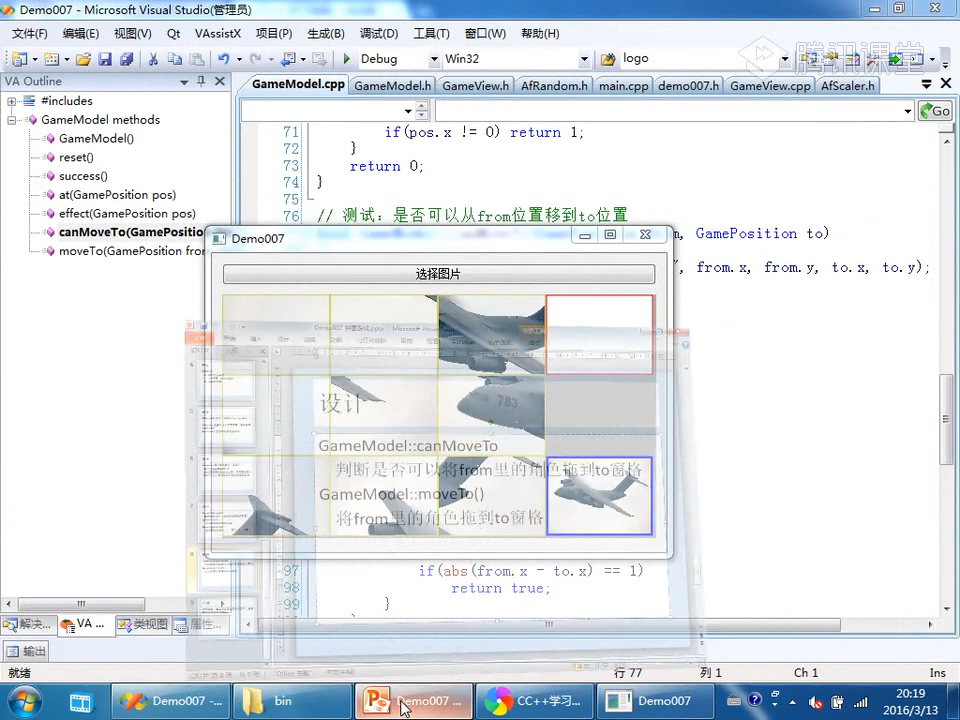 Demo007 - Microsoft Visual Studio(管理员)
文件(F) 编辑(E) 视图(V) Qt VAssistX 项目(P) 生成(B) 调试(D) 工具(T) 窗口(W) 帮助(H)
Debug Win32 logo
腾讯课堂
VA Outline
GameModel.cpp GameModel.h GameView.h AfRandom.h main.cpp demo007.h GameView.cpp AfScaler.h
Go
#includes
GameModel methods
GameModel()
reset()
success()
at(GamePosition pos)
effect(GamePosition pos)
canMoveTo(GamePositio
moveTo(GamePosition from
71 if(pos.x != 0) return 1;
72 }
73 return 0;
74 }
75
76 // 测试: 是否可以从from位置移到to位置
m, GamePosition to)
", from.x, from.y, to.x, to.y);
Demo007
选择图片
783
设计
GameModel::canMoveTo
判断是否可以将from里的角色拖到to窗格
GameModel::moveTo()
将from里的角色拖到to窗格
97 if(abs(from.x - to.x) == 1)
98 return true;
99 }
解决... VA ... 类视图 属性...
输出
就绪 行 77 列 1 Ch 1 Ins
Demo007 -... bin Demo007 ... CC++学习... Demo007
20:19
2016/3/13